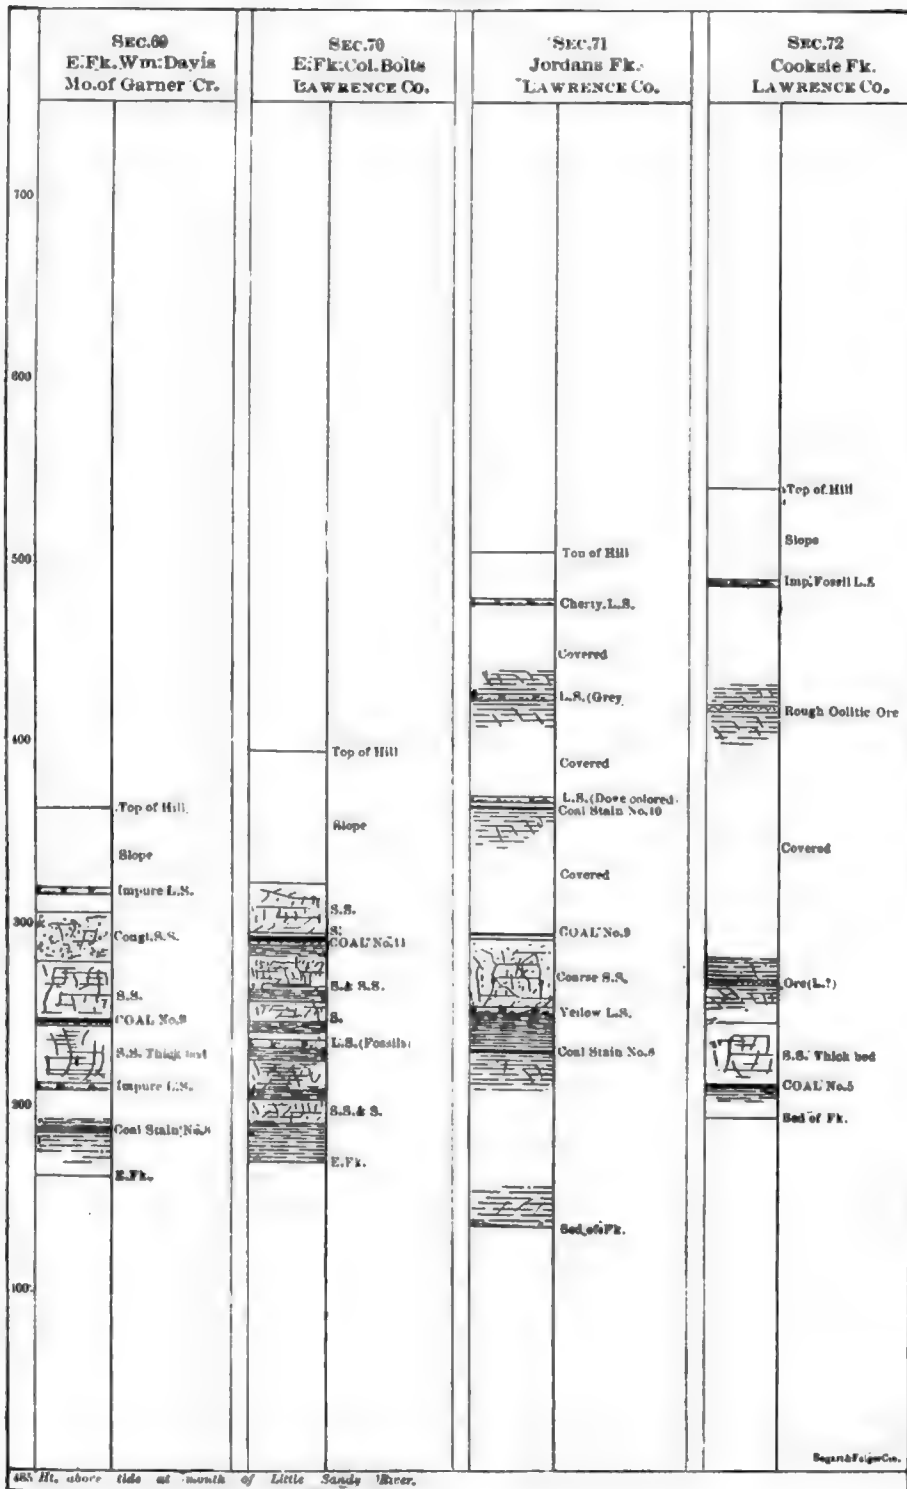 SEC.69
E.Fk.Wm:Davis
Mo.of Garner Cr.
SEC.70
E.Fk:Col.Bolts
LAWRENCE CO.
SEC.71
Jordans Fk.
LAWRENCE CO.
SEC.72
Cooksie Fk.
LAWRENCE CO.
700
600
500
400
300
200
100
Top of Hill
Slope
Impure L.S.
Congl.S.S.
S.S.
COAL No.9
S.S. Thick bed
Impure L.S.
Coal Stain No.8
E.Fk.
Top of Hill
Slope
S.S.
S.
COAL No.11
S. & S.S.
S.
L.S.(Fossils)
S.S.& S.
E.Fk.
Top of Hill
Cherty L.S.
Covered
L.S.(Grey
Covered
L.S.(Dove colored)
Coal Stain No.10
Covered
COAL No.9
Coarse S.S.
Yellow L.S.
Coal Stain No.8
Bed of Fk.
Top of Hill
Slope
Imp.Fossil L.S
Rough Oolitic Ore
Covered
Ore(L.?)
S.S. Thick bed
COAL No.5
Bed of Fk.
485 Ht. above tide at mouth of Little Sandy River.